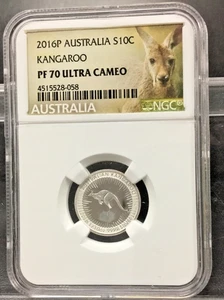 2016P AUSTRALIA S10C
KANGAROO
PF 70 ULTRA CAMEO
4515528-058
AUSTRALIA
NGC